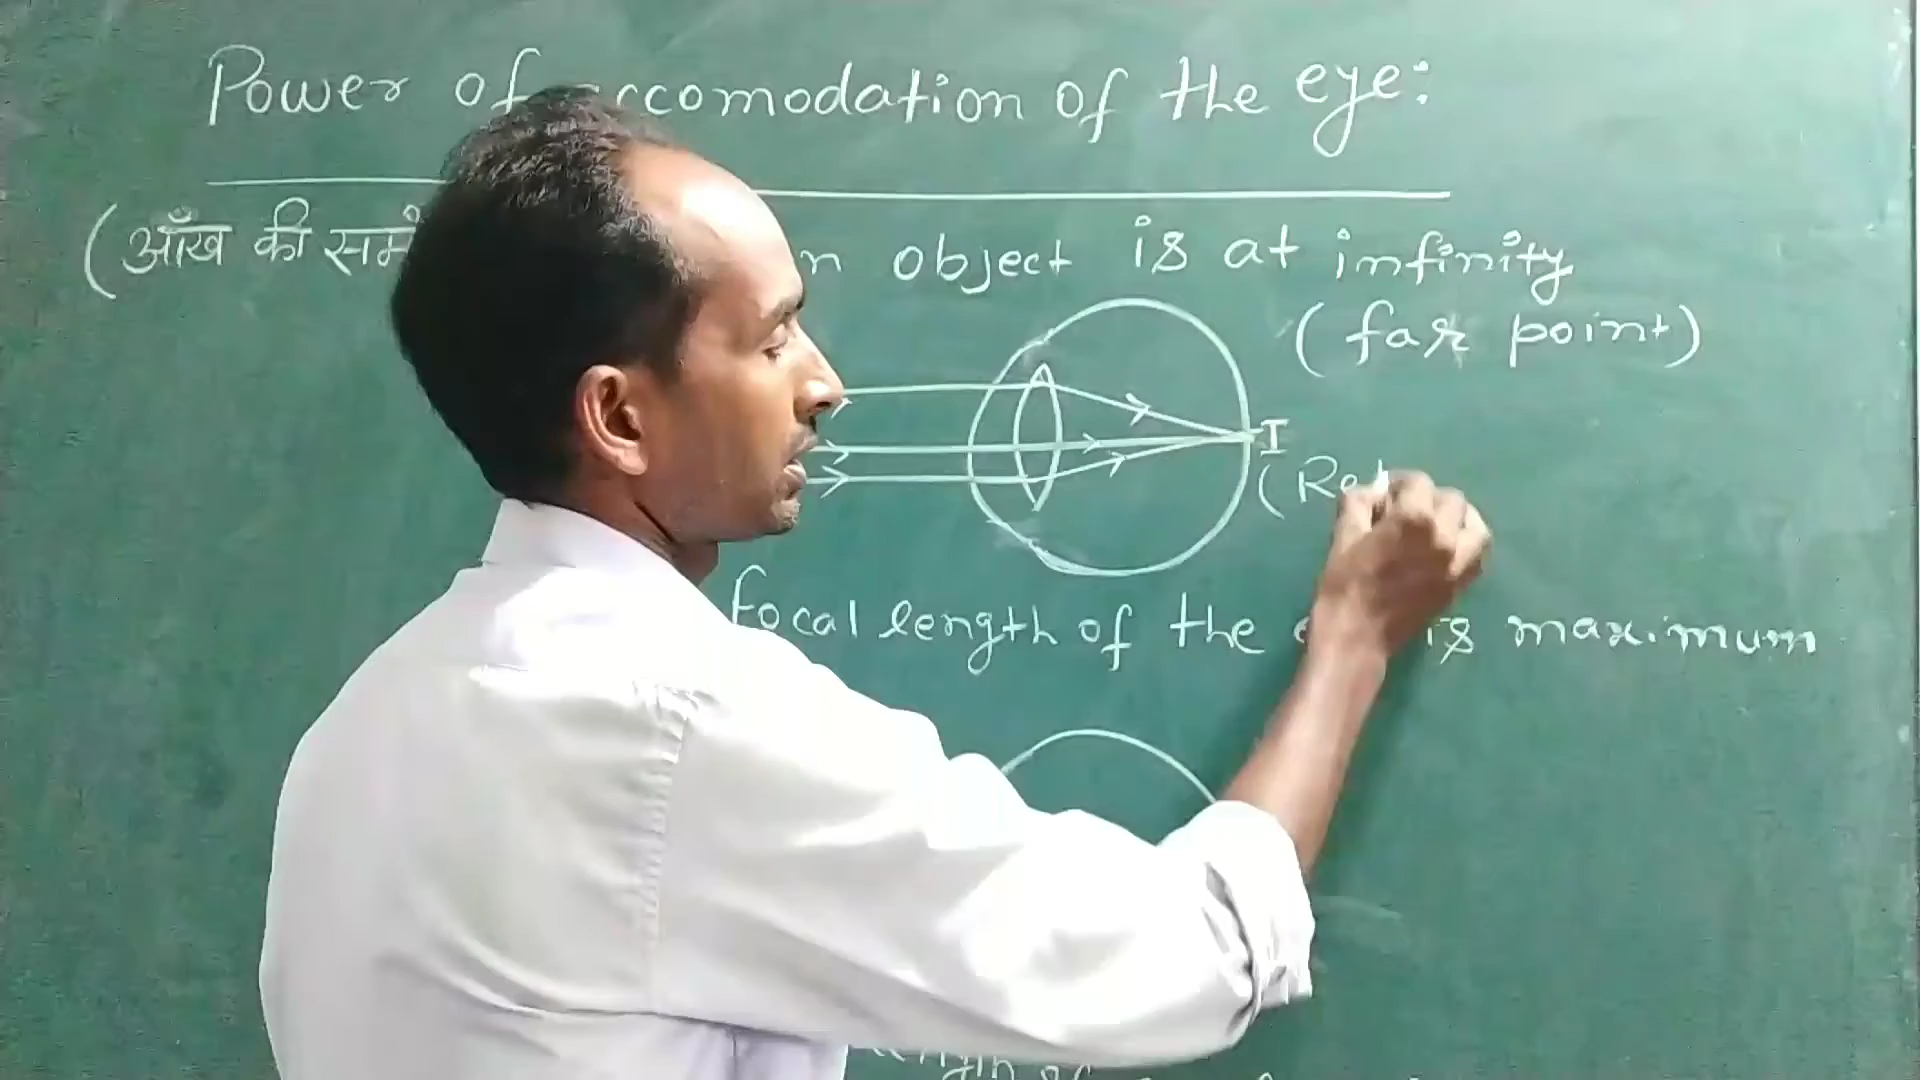 Power of accomodation of the eye:
(आँख की
object is at infinity
(far point)
I
(Ret
Focal length of the is maximum
of